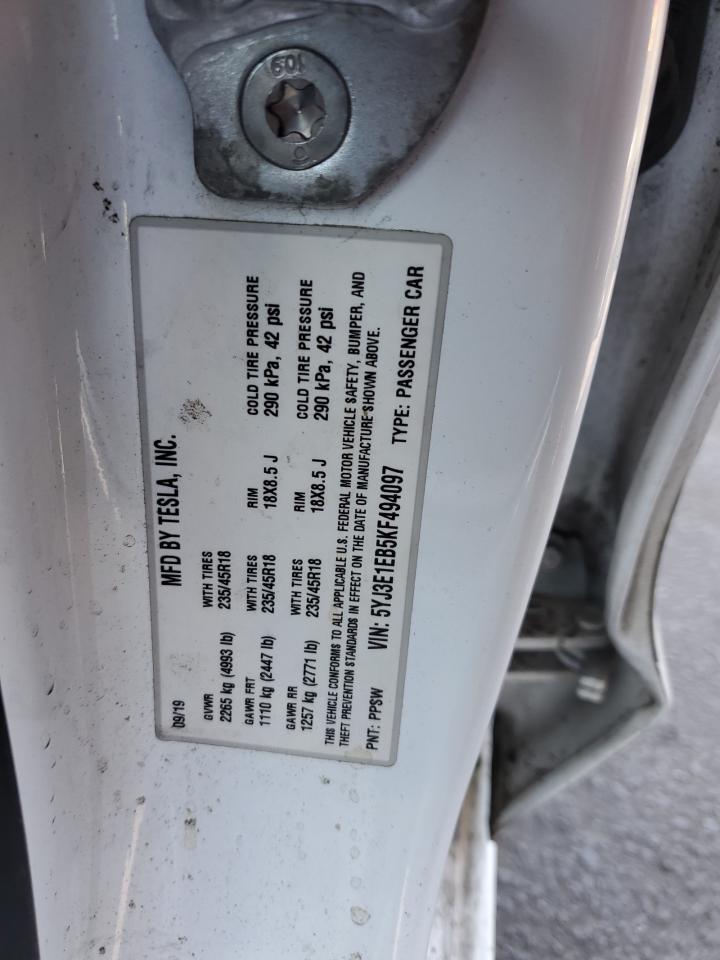 109
09/19 MFD BY TESLA, INC.
GVWR WITH TIRES
2265 kg (4993 lb) 235/45R18
GAWR FRT WITH TIRES RIM COLD TIRE PRESSURE
1110 kg (2447 lb) 235/45R18 18X8.5 J 290 kPa, 42 psi
GAWR RR WITH TIRES RIM COLD TIRE PRESSURE
1257 kg (2771 lb) 235/45R18 18X8.5 J 290 kPa, 42 psi
THIS VEHICLE CONFORMS TO ALL APPLICABLE U.S. FEDERAL MOTOR VEHICLE SAFETY, BUMPER, AND
THEFT PREVENTION STANDARDS IN EFFECT ON THE DATE OF MANUFACTURE SHOWN ABOVE.
PNT: PPSW VIN: 5YJ3E1EB5KF494097 TYPE: PASSENGER CAR